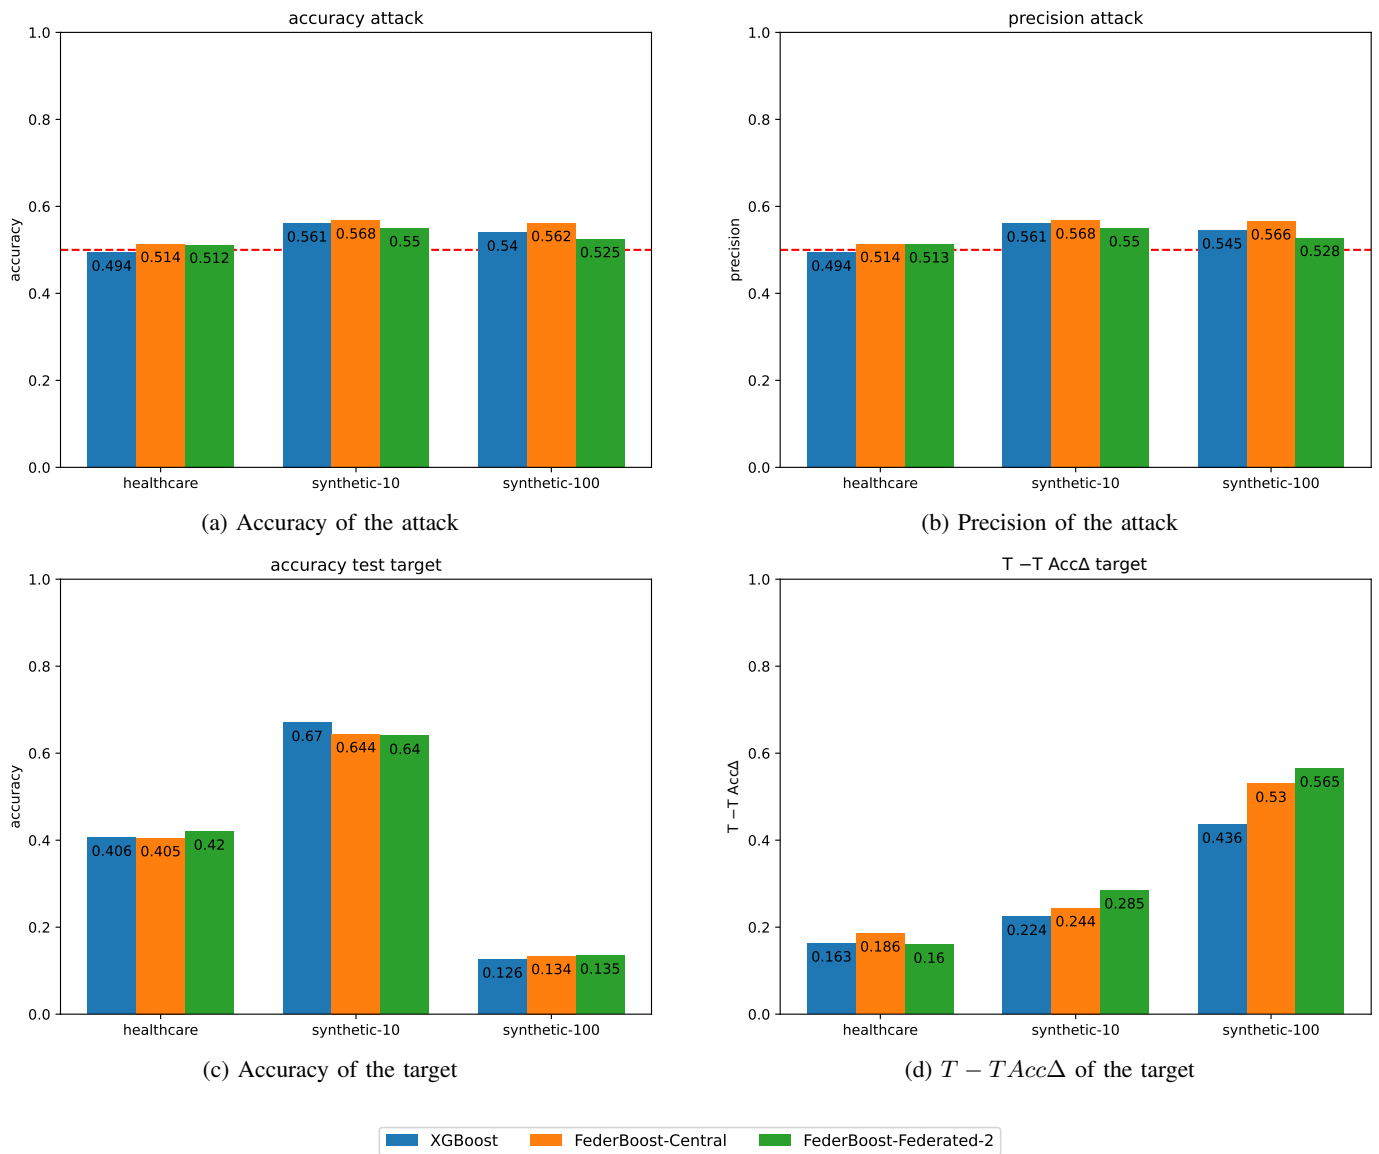 accuracy attack
1.0
0.8
0.6
0.4
0.2
0.0
accuracy
0.494
0.514
0.512
0.561
0.568
0.55
0.54
0.562
0.525
healthcare
synthetic-10
synthetic-100
(a) Accuracy of the attack
precision attack
1.0
0.8
0.6
0.4
0.2
0.0
precision
0.494
0.514
0.513
0.561
0.568
0.55
0.545
0.566
0.528
healthcare
synthetic-10
synthetic-100
(b) Precision of the attack
accuracy test target
1.0
0.8
0.6
0.4
0.2
0.0
accuracy
0.406
0.405
0.42
0.67
0.644
0.64
0.126
0.134
0.135
healthcare
synthetic-10
synthetic-100
(c) Accuracy of the target
T −T AccΔ target
1.0
0.8
0.6
0.4
0.2
0.0
T −T AccΔ
0.163
0.186
0.16
0.224
0.244
0.285
0.436
0.53
0.565
healthcare
synthetic-10
synthetic-100
(d) T − TAccΔ of the target
XGBoost
FederBoost-Central
FederBoost-Federated-2